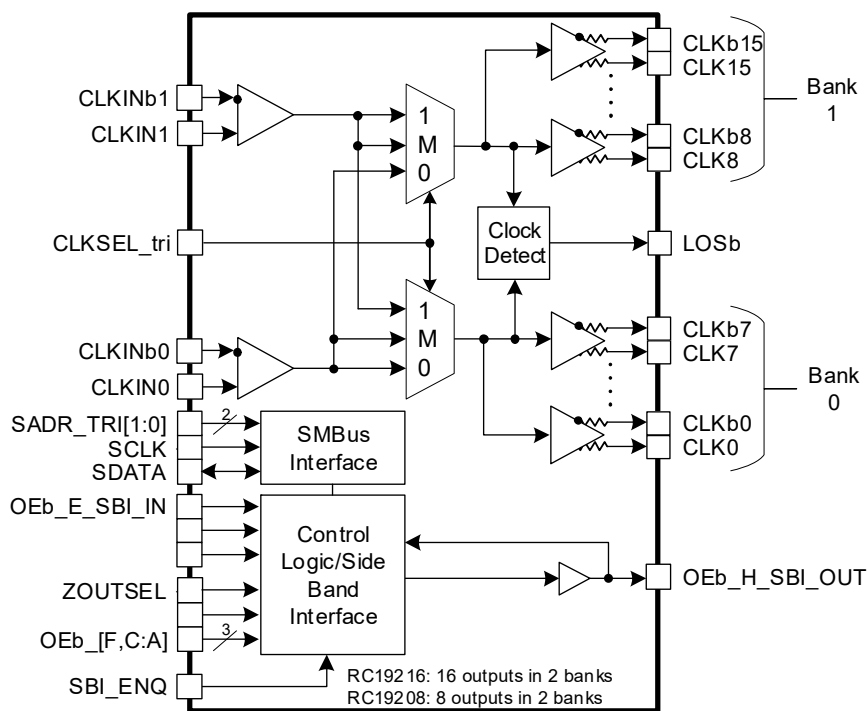 CLKINb1
CLKIN1
CLKSEL_tri
CLKINb0
CLKIN0
SADR_TRI[1:0]
2
SCLK
SDATA
OEb_E_SBI_IN
ZOUTSEL
OEb_[F,C:A]
3
SBI_ENQ
1
M
0
1
M
0
SMBus
Interface
Control
Logic/Side
Band
Interface
Clock
Detect
CLKb15
CLK15
CLKb8
CLK8
Bank
1
LOSb
CLKb7
CLK7
CLKb0
CLK0
Bank
0
OEb_H_SBI_OUT
RC19216: 16 outputs in 2 banks
RC19208: 8 outputs in 2 banks